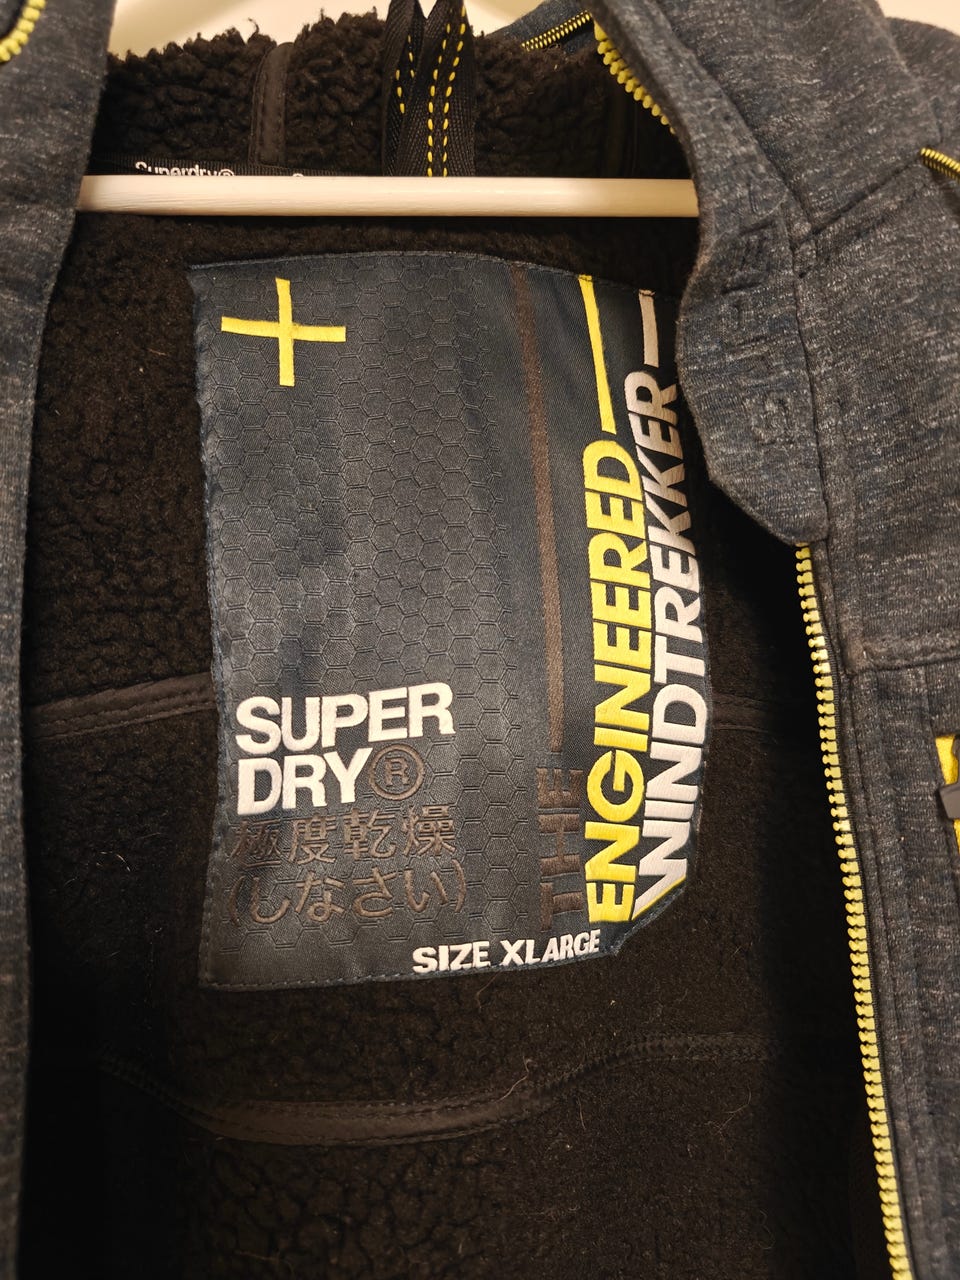 Superdry®
SUPER
DRY®
極度乾燥
(しなさい)
THE
ENGINEERED
WINDTREKKER
SIZE XLARGE